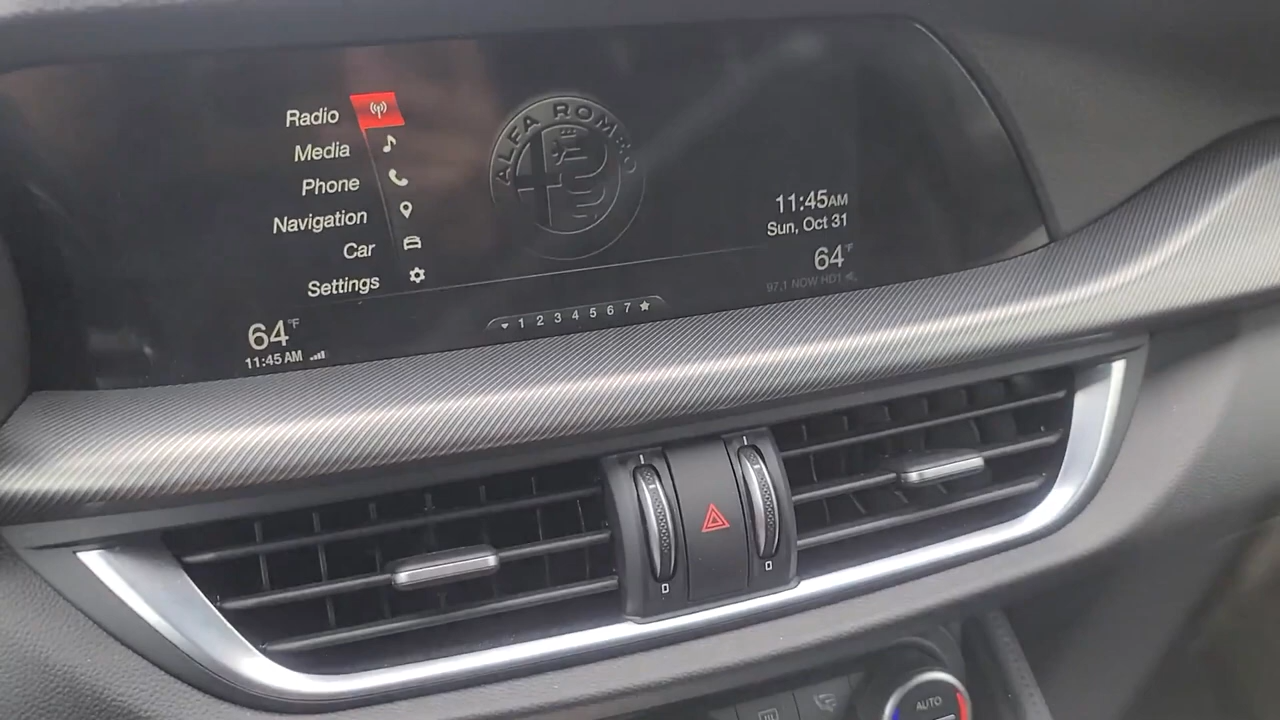 Radio
Media
Phone
Navigation
Car
Settings
64°F
11:45 AM
ALFA ROMEO
1 2 3 4 5 6 7
11:45AM
Sun, Oct 31
64°F
97.1 NOW HD1
AUTO